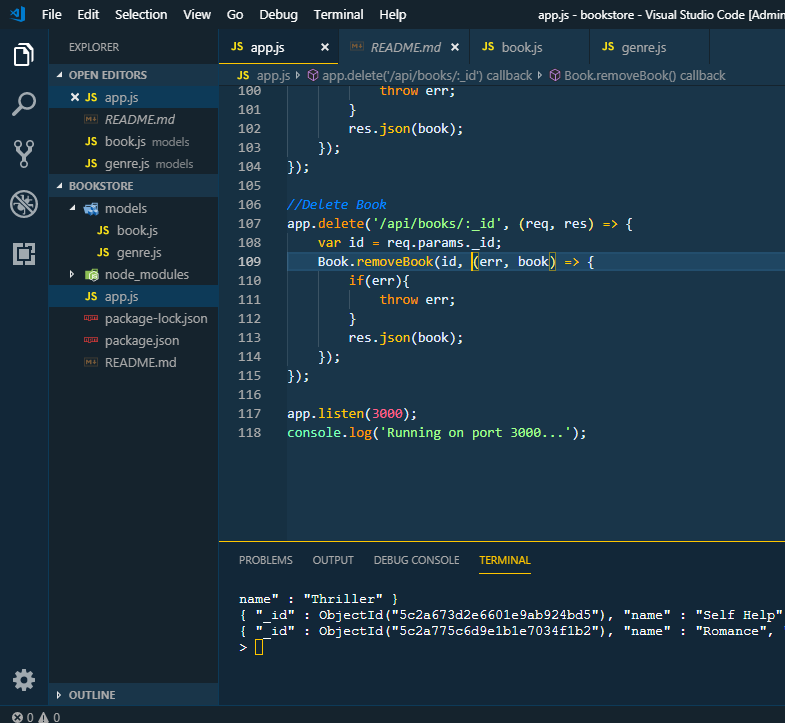 File Edit Selection View Go Debug Terminal Help app.js - bookstore - Visual Studio Code [Admin
EXPLORER
OPEN EDITORS
JS app.js
M↓ README.md
JS book.js models
JS genre.js models
BOOKSTORE
models
JS book.js
JS genre.js
node_modules
JS app.js
package-lock.json
package.json
M↓ README.md
OUTLINE
JS app.js M↓ README.md JS book.js JS genre.js
JS app.js app.delete('/api/books/:_id') callback Book.removeBook() callback
100 throw err;
101 }
102 res.json(book);
103 });
104 });
105
106 //Delete Book
107 app.delete('/api/books/:_id', (req, res) => {
108 var id = req.params._id;
109 Book.removeBook(id, (err, book) => {
110 if(err){
111 throw err;
112 }
113 res.json(book);
114 });
115 });
116
117 app.listen(3000);
118 console.log('Running on port 3000...');
PROBLEMS OUTPUT DEBUG CONSOLE TERMINAL
name" : "Thriller" }
{ "_id" : ObjectId("5c2a673d2e6601e9ab924bd5"), "name" : "Self Help"
{ "_id" : ObjectId("5c2a775c6d9e1b1e7034f1b2"), "name" : "Romance",
>
0 0